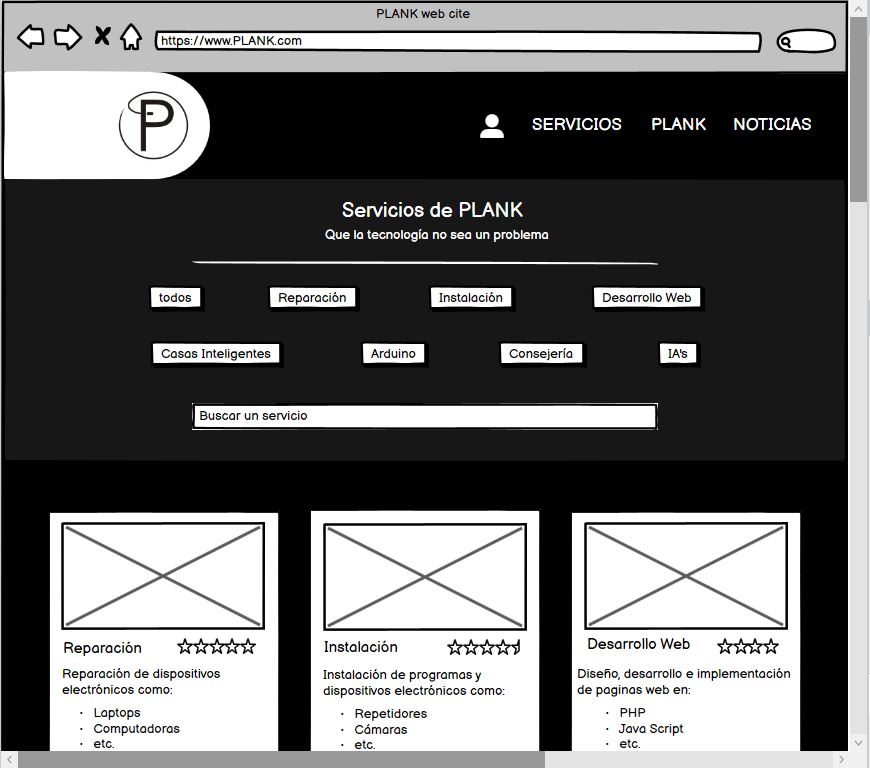 PLANK web cite
https://www.PLANK.com
P
SERVICIOS PLANK NOTICIAS
Servicios de PLANK
Que la tecnología no sea un problema
todos Reparación Instalación Desarrollo Web
Casas Inteligentes Arduino Consejería IA's
Buscar un servicio
Reparación
Reparación de dispositivos
electrónicos como:
· Laptops
· Computadoras
· etc.
Instalación
Instalación de programas y
dispositivos electrónicos como:
· Repetidores
· Cámaras
· etc.
Desarrollo Web
Diseño, desarrollo e implementación
de paginas web en:
· PHP
· Java Script
· etc.